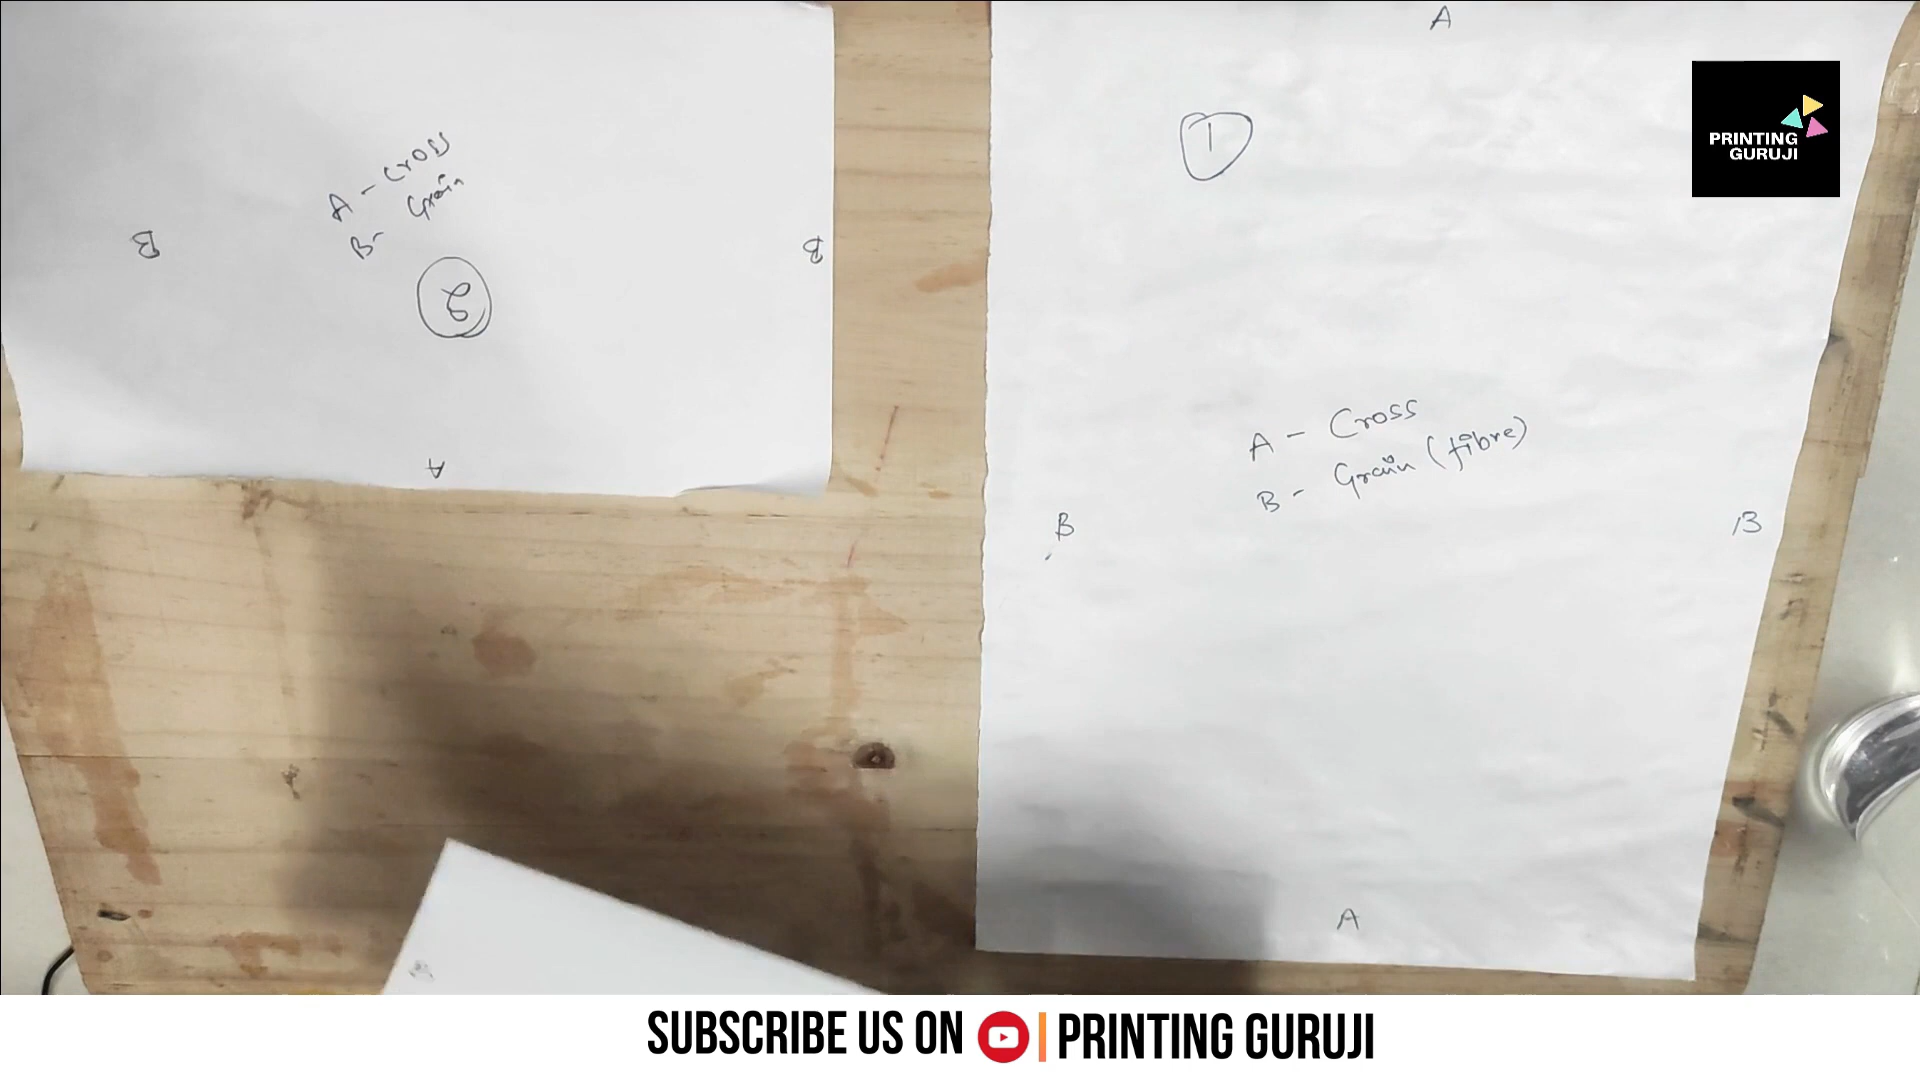 A - Cross
B - Grain
2
B
B
A
A
1
A - Cross
B - Grain (fibre)
B
B
A
PRINTING
GURUJI
SUBSCRIBE US ON | PRINTING GURUJI